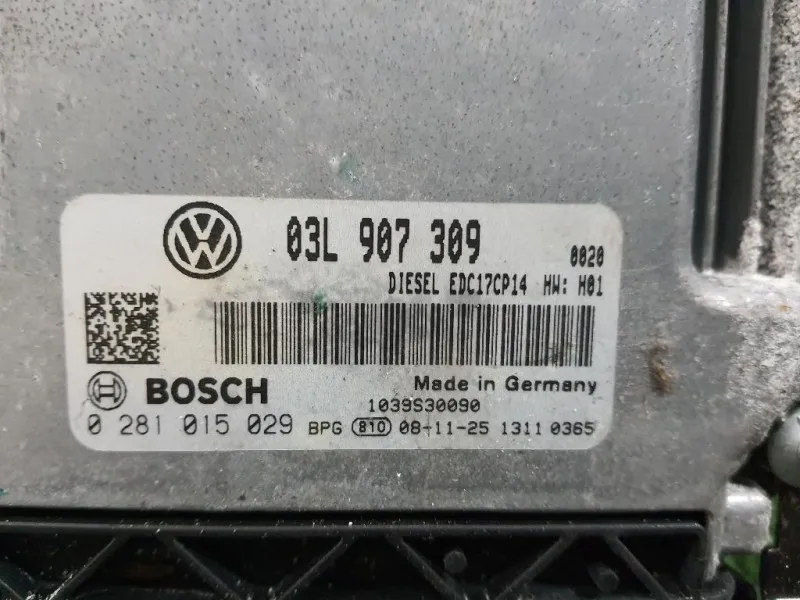 03L 907 309
0020
DIESEL EDC17CP14 HW: H01
BOSCH
Made in Germany
1039S30090
0 281 015 029 BPG 810 08-11-25 1311 0365